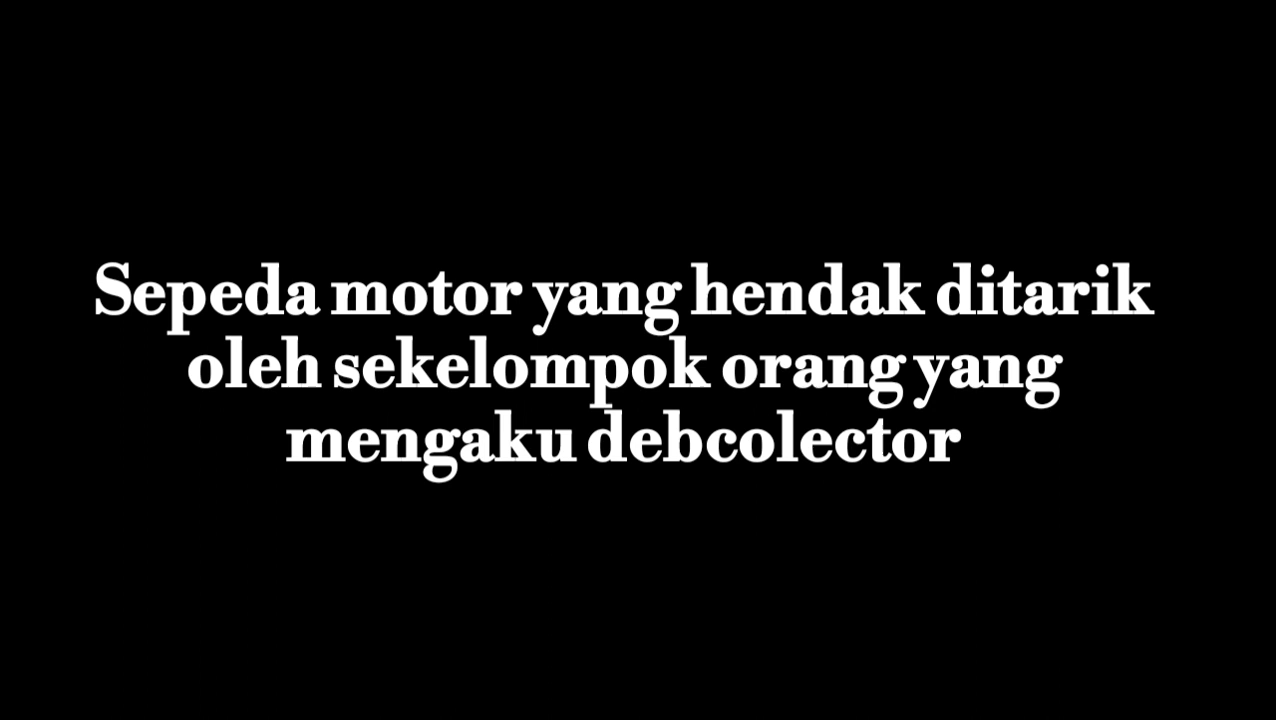 Sepeda motor yang hendak ditarik
oleh sekelompok orang yang
mengaku debcolector